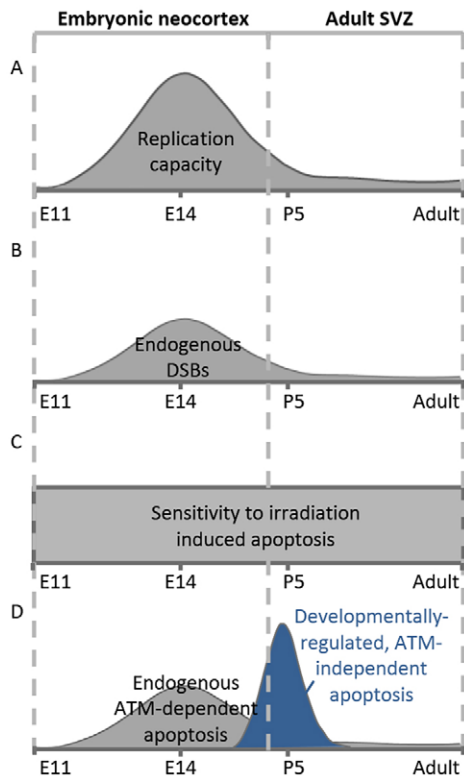 Embryonic neocortex Adult SVZ
A
Replication
capacity
E11 E14 P5 Adult
B
Endogenous
DSBs
E11 E14 P5 Adult
C
Sensitivity to irradiation
induced apoptosis
E11 E14 P5 Adult
D
Developmentally-
regulated, ATM-
independent
apoptosis
Endogenous
ATM-dependent
apoptosis
E11 E14 P5 Adult